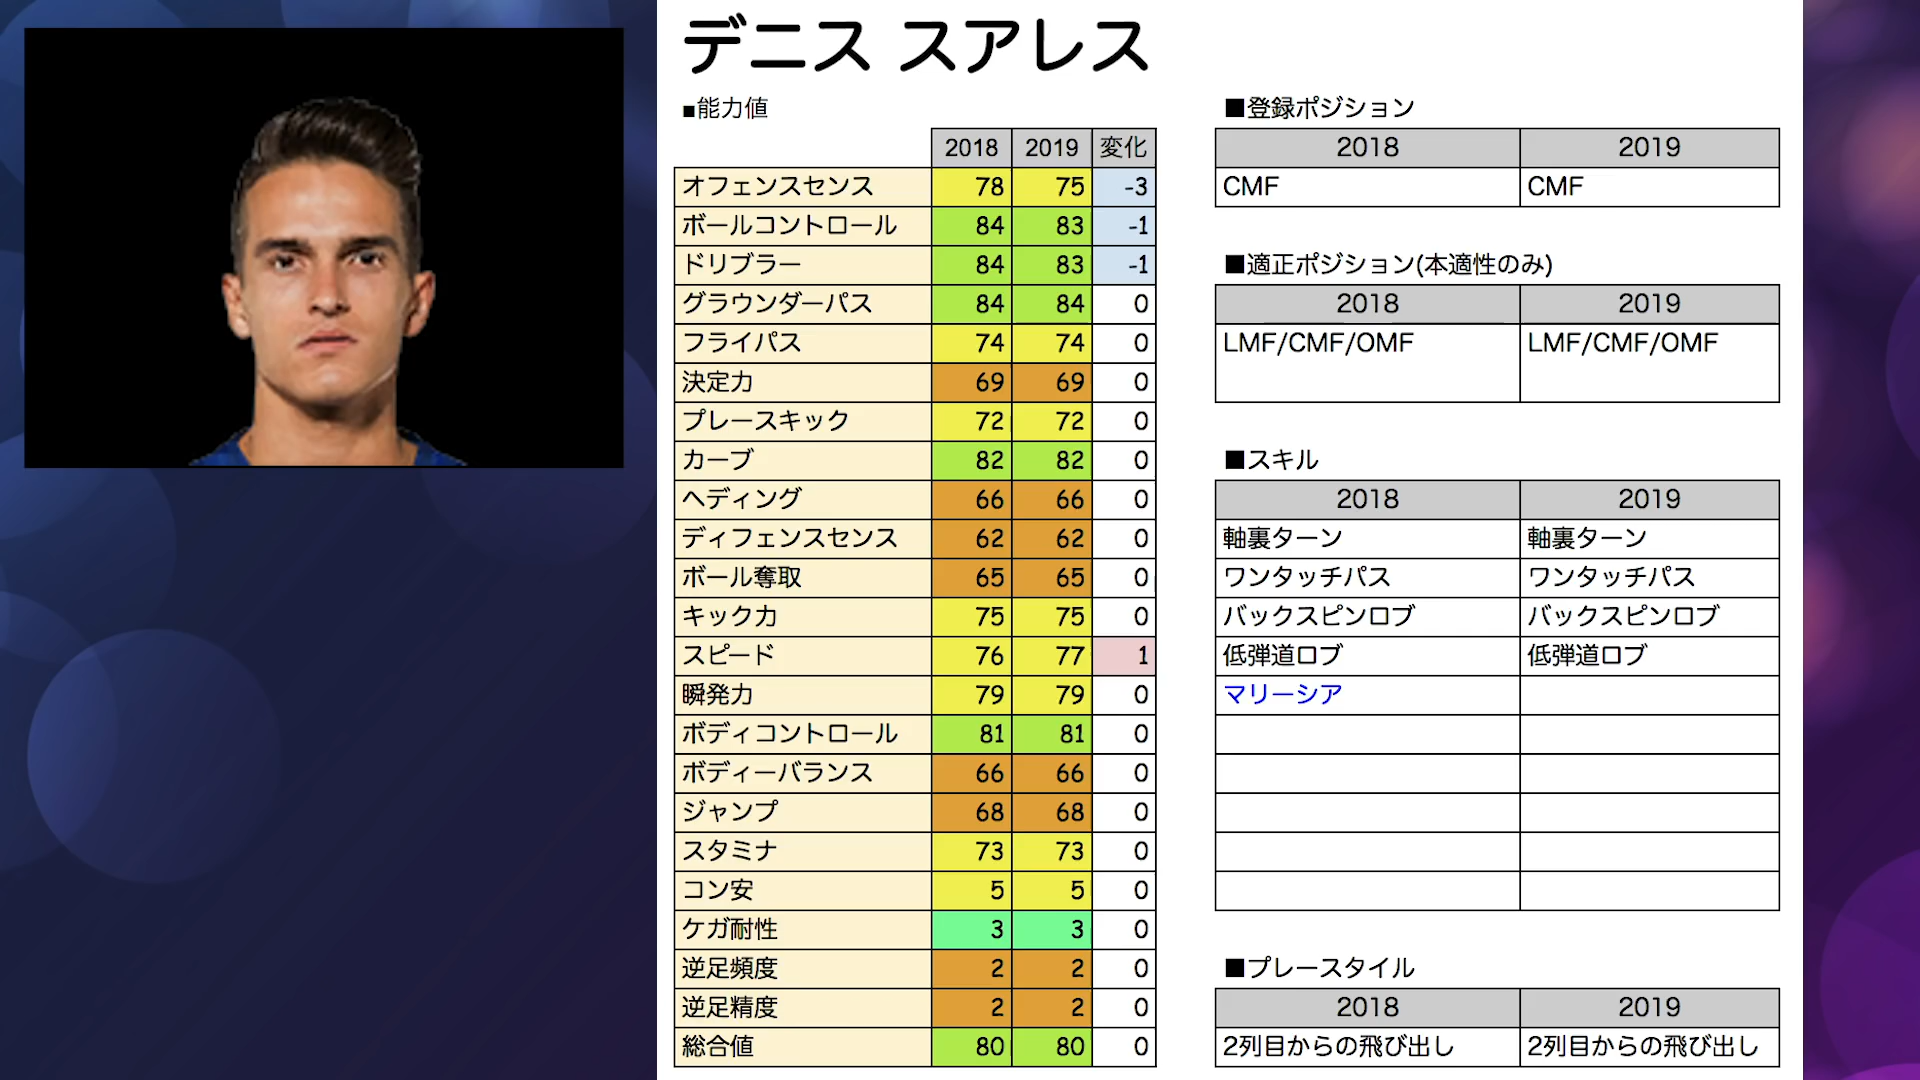 デニス スアレス
■能力値
2018 2019 変化
オフェンスセンス 78 75 -3
ボールコントロール 84 83 -1
ドリブラー 84 83 -1
グラウンダーパス 84 84 0
フライパス 74 74 0
決定力 69 69 0
プレースキック 72 72 0
カーブ 82 82 0
ヘディング 66 66 0
ディフェンスセンス 62 62 0
ボール奪取 65 65 0
キック力 75 75 0
スピード 76 77 1
瞬発力 79 79 0
ボディコントロール 81 81 0
ボディーバランス 66 66 0
ジャンプ 68 68 0
スタミナ 73 73 0
コン安 5 5 0
ケガ耐性 3 3 0
逆足頻度 2 2 0
逆足精度 2 2 0
総合値 80 80 0
■登録ポジション
2018 2019
CMF CMF
■適正ポジション(本適性のみ)
2018 2019
LMF/CMF/OMF LMF/CMF/OMF
■スキル
2018 2019
軸裏ターン 軸裏ターン
ワンタッチパス ワンタッチパス
バックスピンロブ バックスピンロブ
低弾道ロブ 低弾道ロブ
マリーシア
■プレースタイル
2018 2019
2列目からの飛び出し 2列目からの飛び出し